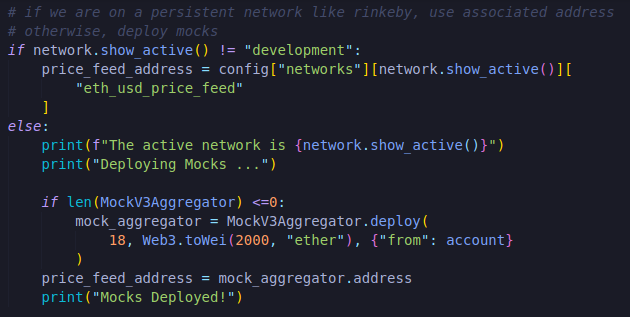 # if we are on a persistent network like rinkeby, use associated address
# otherwise, deploy mocks
if network.show_active() != "development":
    price_feed_address = config["networks"][network.show_active()][
        "eth_usd_price_feed"
    ]
else:
    print(f"The active network is {network.show_active()}")
    print("Deploying Mocks ...")

    if len(MockV3Aggregator) <=0:
        mock_aggregator = MockV3Aggregator.deploy(
            18, Web3.toWei(2000, "ether"), {"from": account}
        )
    price_feed_address = mock_aggregator.address
    print("Mocks Deployed!")